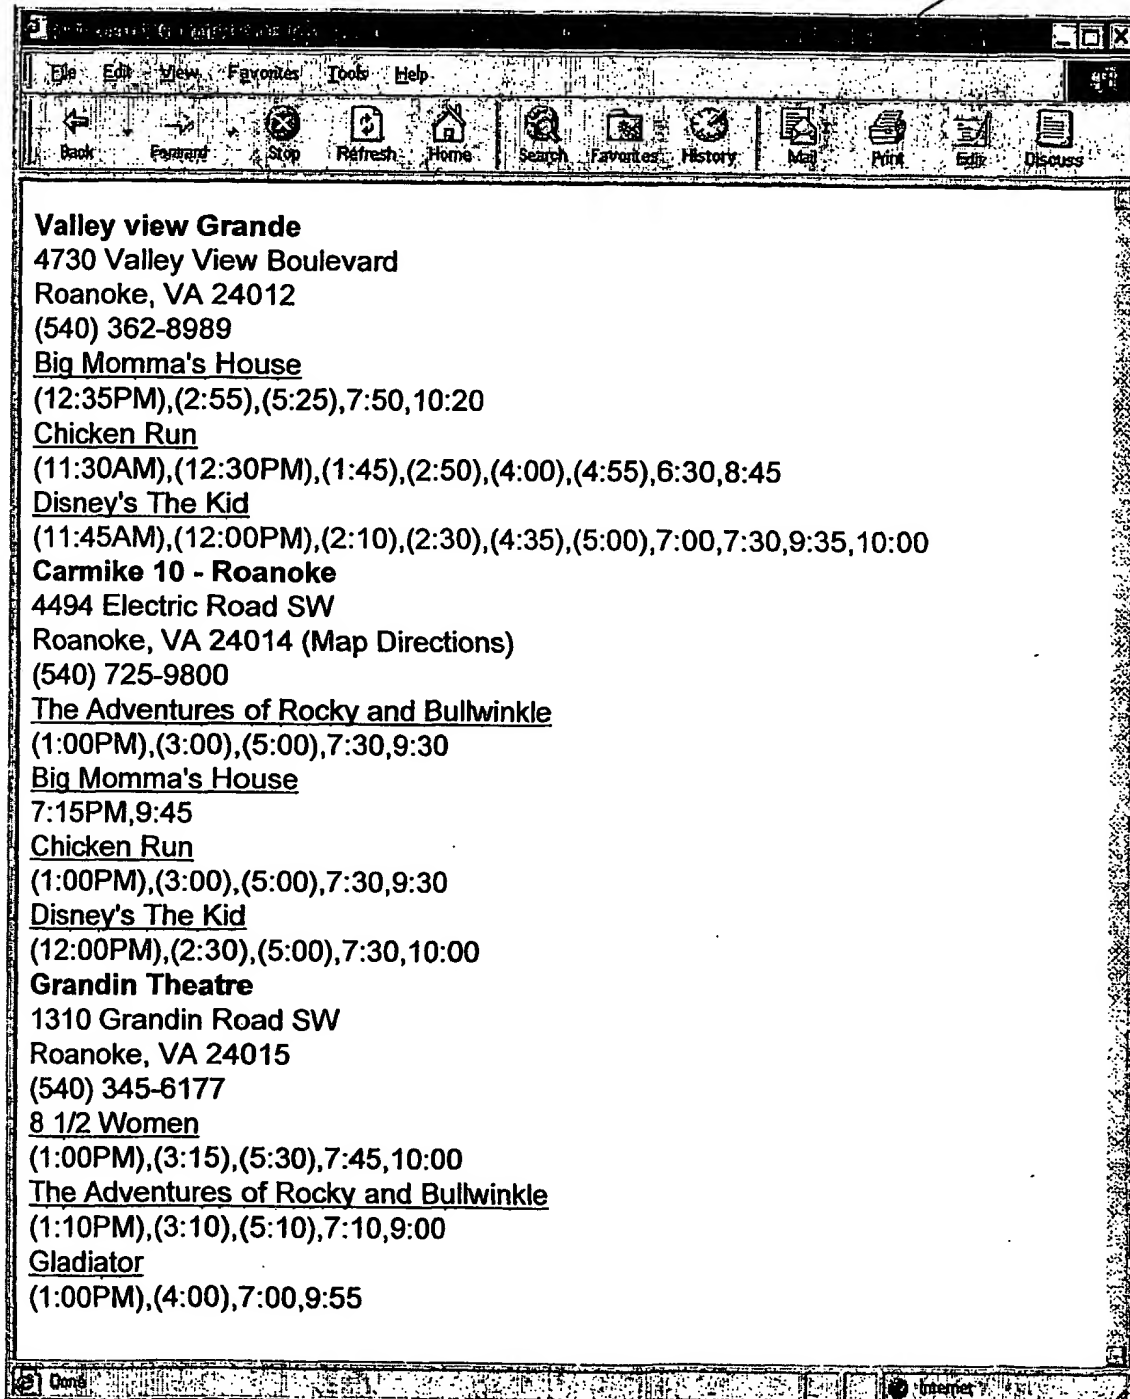 File Edit View Favorites Tools Help
Back Forward Stop Refresh Home Search Favorites History Mail Print Edit Discuss
Valley view Grande
4730 Valley View Boulevard
Roanoke, VA 24012
(540) 362-8989
Big Momma's House
(12:35PM),(2:55),(5:25),7:50,10:20
Chicken Run
(11:30AM),(12:30PM),(1:45),(2:50),(4:00),(4:55),6:30,8:45
Disney's The Kid
(11:45AM),(12:00PM),(2:10),(2:30),(4:35),(5:00),7:00,7:30,9:35,10:00
Carmike 10 - Roanoke
4494 Electric Road SW
Roanoke, VA 24014 (Map Directions)
(540) 725-9800
The Adventures of Rocky and Bullwinkle
(1:00PM),(3:00),(5:00),7:30,9:30
Big Momma's House
7:15PM,9:45
Chicken Run
(1:00PM),(3:00),(5:00),7:30,9:30
Disney's The Kid
(12:00PM),(2:30),(5:00),7:30,10:00
Grandin Theatre
1310 Grandin Road SW
Roanoke, VA 24015
(540) 345-6177
8 1/2 Women
(1:00PM),(3:15),(5:30),7:45,10:00
The Adventures of Rocky and Bullwinkle
(1:10PM),(3:10),(5:10),7:10,9:00
Gladiator
(1:00PM),(4:00),7:00,9:55
Done Internet